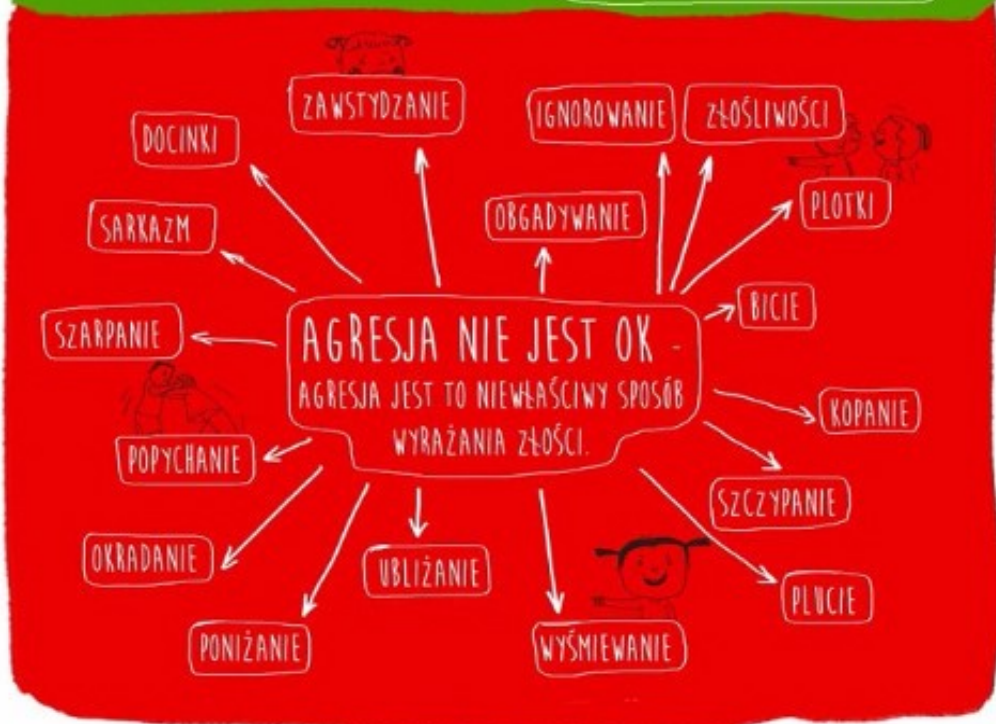 ZAWSTYDZANIE
IGNOROWANIE
ZŁOŚLIWOŚCI
DOCINKI
OBGADYWANIE
PLOTKI
SARKAZM
BICIE
SZARPANIE
AGRESJA NIE JEST OK -
AGRESJA JEST TO NIEWŁAŚCIWY SPOSÓB
WYRAŻANIA ZŁOŚCI.
KOPANIE
POPYCHANIE
SZCZYPANIE
OKRADANIE
UBLIŻANIE
PLUCIE
PONIŻANIE
WYŚMIEWANIE